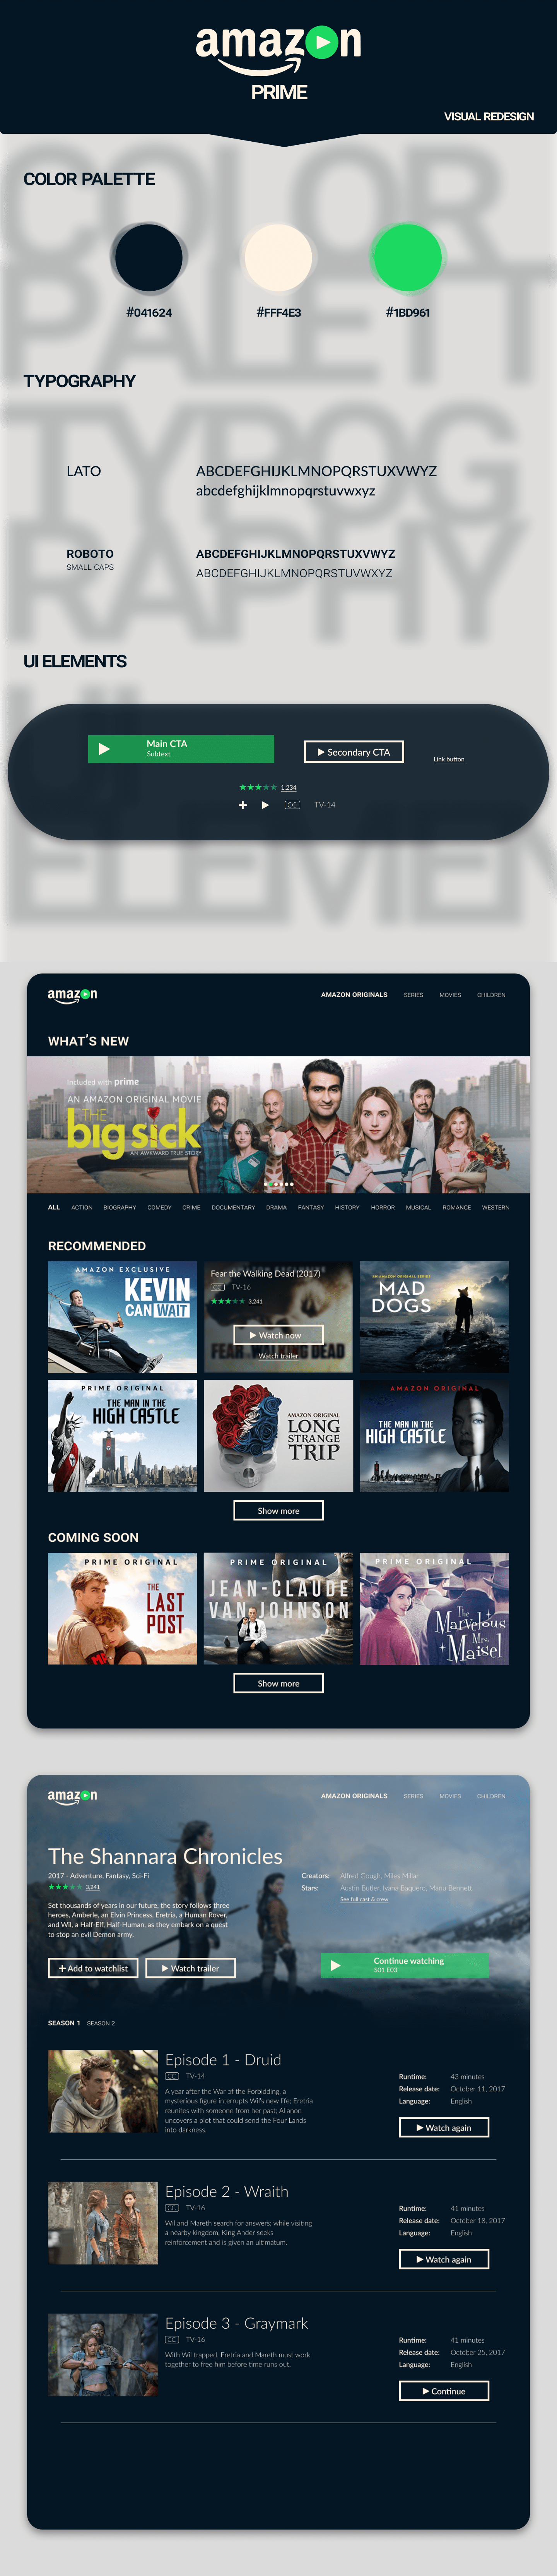 amazon
PRIME
VISUAL REDESIGN
COLOR PALETTE
#041624
#FFF4E3
#1BD961
TYPOGRAPHY
LATO
ABCDEFGHIJKLMNOPQRSTUXVWYZ
abcdefghijklmnopqrstuvwxyz
ROBOTO
SMALL CAPS
ABCDEFGHIJKLMNOPQRSTUXVWYZ
ABCDEFGHIJKLMNOPQRSTUVWXYZ
UI ELEMENTS
Main CTA
Subtext
Secondary CTA
Link button
1,234
CC TV-14
amazon
AMAZON ORIGINALS SERIES MOVIES CHILDREN
WHAT'S NEW
Included with prime
AN AMAZON ORIGINAL MOVIE
THE
big sick
AN AWKWARD TRUE STORY
ALL ACTION BIOGRAPHY COMEDY CRIME DOCUMENTARY DRAMA FANTASY HISTORY HORROR MUSICAL ROMANCE WESTERN
RECOMMENDED
AMAZON EXCLUSIVE
KEVIN
CAN WAIT
Fear the Walking Dead (2017)
CC TV-16
3,241
Watch now
Watch trailer
FEAR THE WALKING DEAD
AN AMAZON ORIGINAL SERIES
MAD
DOGS
PRIME ORIGINAL
THE MAN IN THE
HIGH CASTLE
AMAZON ORIGINAL
LONG
STRANGE
TRIP
AMAZON ORIGINAL
THE MAN IN THE
HIGH CASTLE
Show more
COMING SOON
PRIME ORIGINAL
THE
LAST
POST
PRIME ORIGINAL
JEAN-CLAUDE
VAN JOHNSON
PRIME ORIGINAL
The
Marvelous
Mrs.
Maisel
Show more
amazon
AMAZON ORIGINALS SERIES MOVIES CHILDREN
The Shannara Chronicles
2017 - Adventure, Fantasy, Sci-Fi
3,241
Creators: Alfred Gough, Miles Millar
Stars: Austin Butler, Ivana Baquero, Manu Bennett
See full cast & crew
Set thousands of years in our future, the story follows three
heroes, Amberle, an Elvin Princess, Eretria, a Human Rover,
and Wil, a Half-Elf, Half-Human, as they embark on a quest
to stop an evil Demon army.
Add to watchlist
Watch trailer
Continue watching
S01 E03
SEASON 1 SEASON 2
Episode 1 - Druid
CC TV-14
A year after the War of the Forbidding, a
mysterious figure interrupts Wil's new life; Eretria
reunites with someone from her past; Allanon
uncovers a plot that could send the Four Lands
into darkness.
Runtime: 43 minutes
Release date: October 11, 2017
Language: English
Watch again
Episode 2 - Wraith
CC TV-16
Wil and Mareth search for answers; while visiting
a nearby kingdom, King Ander seeks
reinforcement and is given an ultimatum.
Runtime: 41 minutes
Release date: October 18, 2017
Language: English
Watch again
Episode 3 - Graymark
CC TV-16
With Wil trapped, Eretria and Mareth must work
together to free him before time runs out.
Runtime: 41 minutes
Release date: October 25, 2017
Language: English
Continue